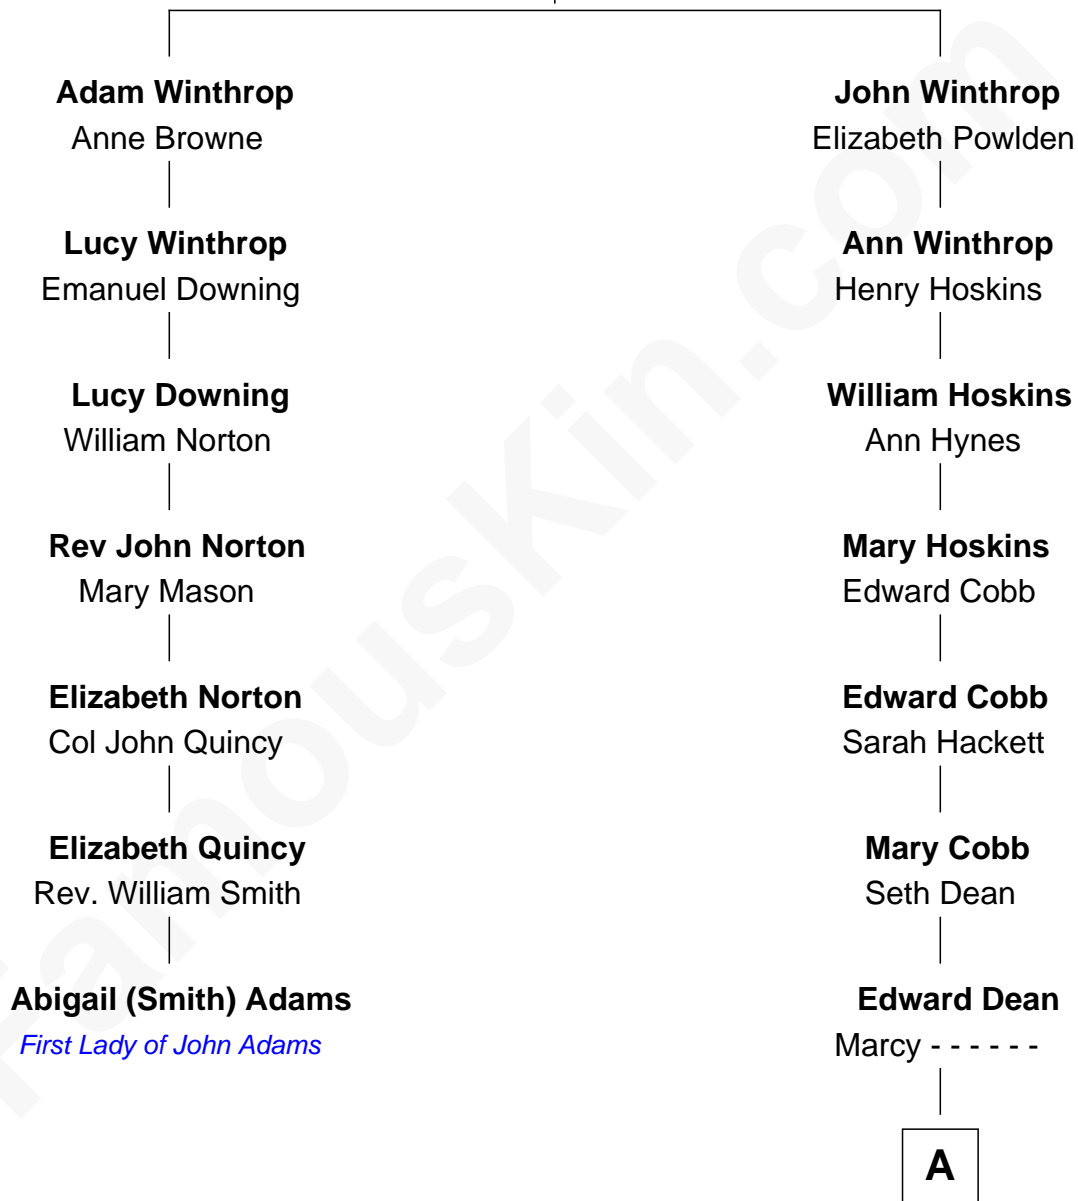 Adam Winthrop
Anne Browne
Lucy Winthrop
Emanuel Downing
Lucy Downing
William Norton
Rev John Norton
Mary Mason
Elizabeth Norton
Col John Quincy
Elizabeth Quincy
Rev. William Smith
Abigail (Smith) Adams
First Lady of John Adams
John Winthrop
Elizabeth Powlden
Ann Winthrop
Henry Hoskins
William Hoskins
Ann Hynes
Mary Hoskins
Edward Cobb
Edward Cobb
Sarah Hackett
Mary Cobb
Seth Dean
Edward Dean
Marcy - - - - - -
A
FamousKin.com